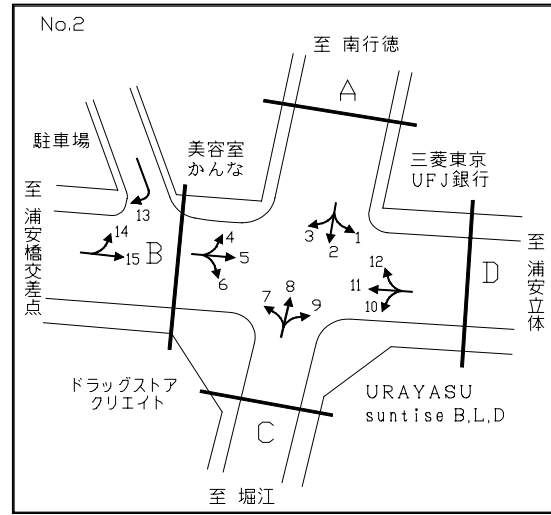 No.2
至 南行徳
A
駐車場
美容室
かんな
三菱東京
UFJ銀行
至 浦安橋交差点
13
14
15
B
4
5
6
3
2
1
12
11
10
D
至 浦安立体
7
8
9
ドラッグストア
クリエイト
C
URAYASU
suntise B,L,D
至 堀江